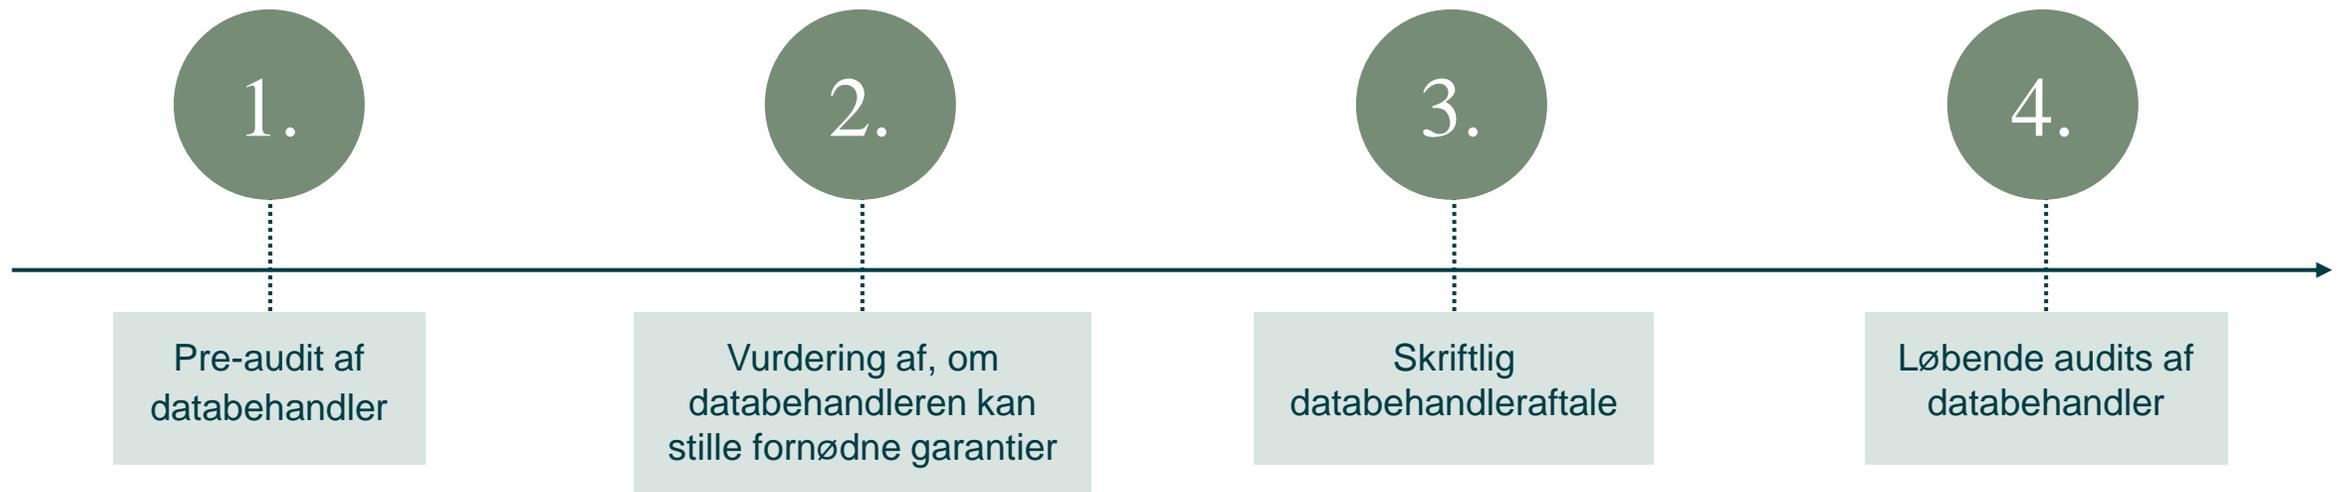 1.
2.
3.
4.
Pre-audit af
databehandler
Vurdering af, om
databehandleren kan
stille fornødne garantier
Skriftlig
databehandleraftale
Løbende audits af
databehandler